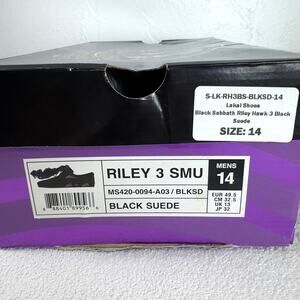 S-LK-RH3BS-BLKSD-14
Lakai Shoes
Black Sabbath Riley Hawk 3 Black
Suede
SIZE: 14
RILEY 3 SMU
MS420-0094-A03 / BLKSD
BLACK SUEDE
MENS
14
EUR 49.5
CM 32.5
UK 13
JP 32